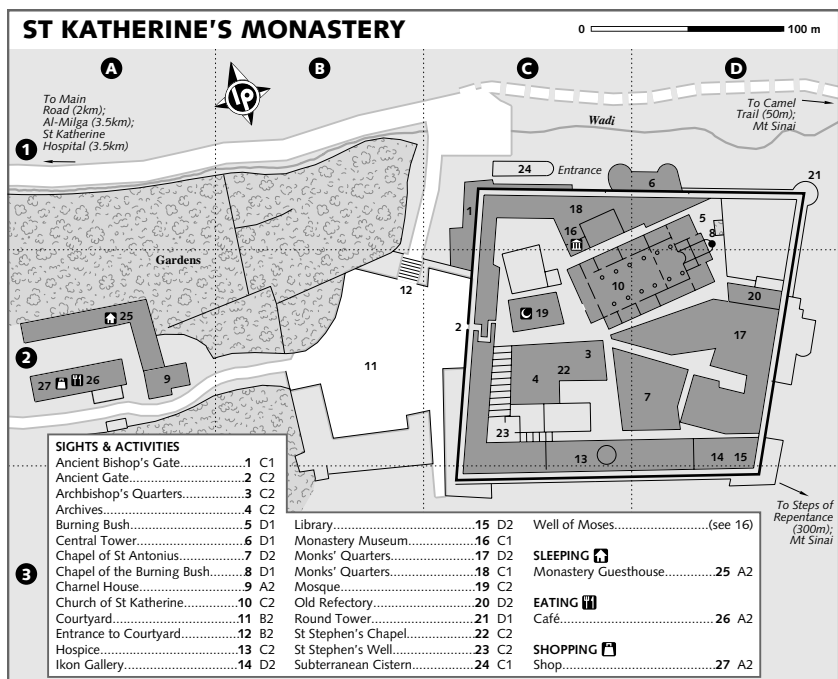 ST KATHERINE'S MONASTERY
0 100 m
A
B
C
D
To Main
Road (2km);
Al-Milga (3.5km);
St Katherine
Hospital (3.5km)
lp
Wadi
To Camel
Trail (50m);
Mt Sinai
1
24
Entrance
6
21
1
18
5
16
8
Gardens
12
10
20
25
19
2
17
2
11
3
27
26
9
4
22
7
23
13
14
15
To Steps of
Repentance
(300m);
Mt Sinai
3
SIGHTS & ACTIVITIES
Ancient Bishop's Gate....................1 C1
Ancient Gate....................2 C2
Archbishop's Quarters....................3 C2
Archives....................4 C2
Burning Bush....................5 D1
Central Tower....................6 D1
Chapel of St Antonius....................7 D2
Chapel of the Burning Bush....................8 D1
Charnel House....................9 A2
Church of St Katherine....................10 C2
Courtyard....................11 B2
Entrance to Courtyard....................12 B2
Hospice....................13 C2
Ikon Gallery....................14 D2
Library....................15 D2
Monastery Museum....................16 C1
Monks' Quarters....................17 D2
Monks' Quarters....................18 C1
Mosque....................19 C2
Old Refectory....................20 D2
Round Tower....................21 D1
St Stephen's Chapel....................22 C2
St Stephen's Well....................23 C2
Subterranean Cistern....................24 C1
Well of Moses....................(see 16)
SLEEPING
Monastery Guesthouse....................25 A2
EATING
Café....................26 A2
SHOPPING
Shop....................27 A2